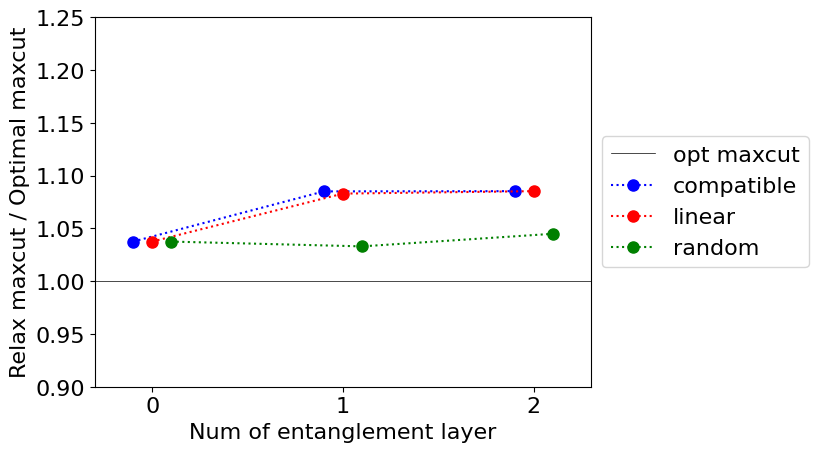 Relax maxcut / Optimal maxcut
1.25
1.20
1.15
1.10
1.05
1.00
0.95
0.90
0
1
2
Num of entanglement layer
opt maxcut
compatible
linear
random